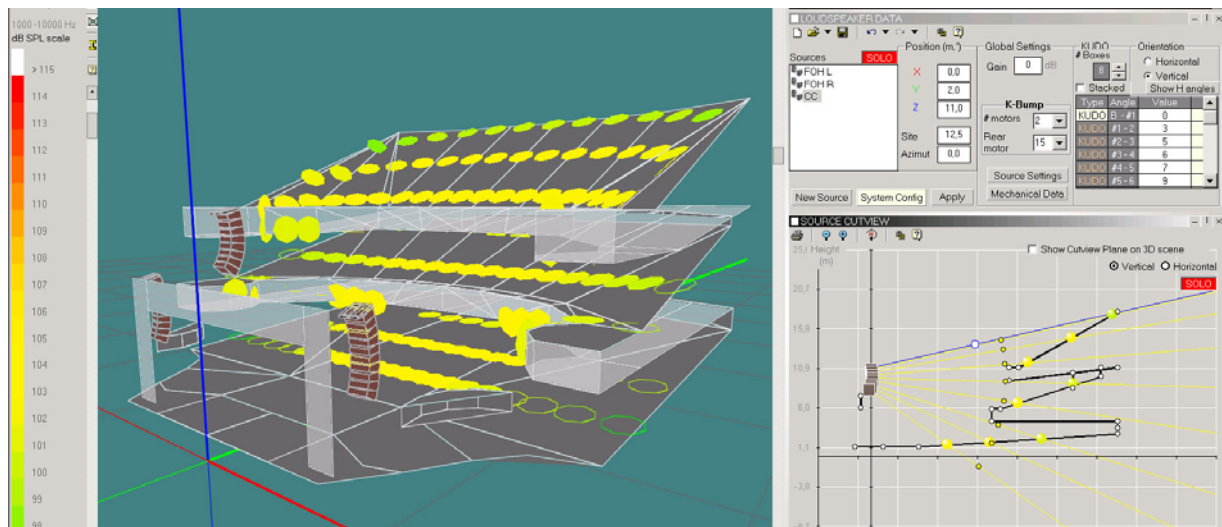 1000 -10000 Hz
dB SPL scale
> 115
114
113
112
111
110
109
108
107
106
105
104
103
102
101
100
99
98
LOUDSPEAKER DATA
Sources
SOLO
FOH L
FOH R
CC
New Source
System Config
Apply
Position (m,°)
X 0,0
Y 2,0
Z 11,0
Site 12,5
Azimut 0,0
Global Settings
Gain 0 dB
K-Bump
# motors 2
Rear motor 15
Source Settings
Mechanical Data
KUDO
# Boxes
8
Stacked
Orientation
Horizontal
Vertical
Show H angles
Type Angle Value
KUDO B - #1 0
KUDO #1 - 2 3
KUDO #2 - 3 5
KUDO #3 - 4 6
KUDO #4 - 5 7
KUDO #5 - 6 9
SOURCE CUTVIEW
Show Cutview Plane on 3D scene
Vertical Horizontal
SOLO
Height
(m)
20,7
15,8
10,9
6,0
1,1
-3,8